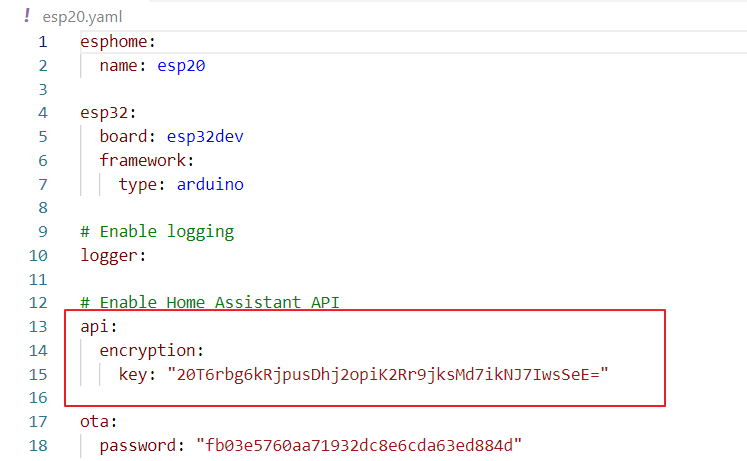 ! esp20.yaml
1 esphome:
2 name: esp20
3
4 esp32:
5 board: esp32dev
6 framework:
7 type: arduino
8
9 # Enable logging
10 logger:
11
12 # Enable Home Assistant API
13 api:
14 encryption:
15 key: "20T6rbg6kRjpusDhj2opiK2Rr9jksMd7ikNJ7IwsSeE="
16
17 ota:
18 password: "fb03e5760aa71932dc8e6cda63ed884d"